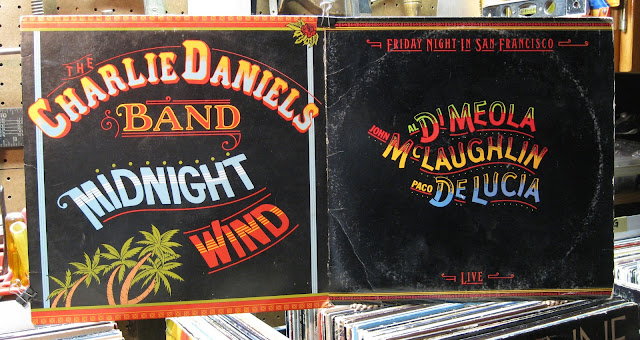 THE
CHARLIE DANIELS
BAND
MIDNIGHT
WIND
FRIDAY NIGHT IN SAN FRANCISCO
AL DI MEOLA
JOHN McLAUGHLIN
PACO DE LUCIA
LIVE